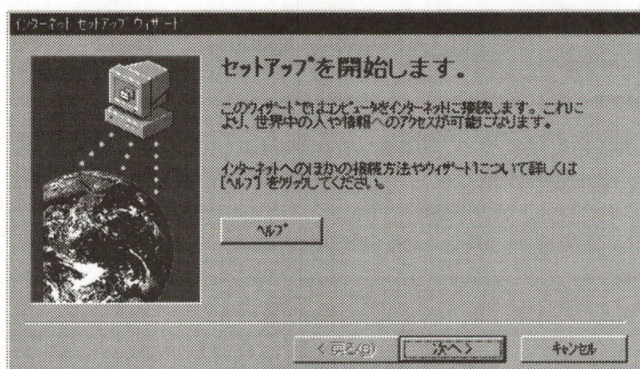 インターネット セットアップ ウィザード
セットアップを開始します。
このウィザードではコンピュータをインターネットに接続します。これに
より、世界中の人や情報へのアクセスが可能になります。
インターネットへのほかの接続方法やウィザードについて詳しくは
[ヘルプ] をクリックしてください。
ヘルプ
< 戻る(B)
次へ >
キャンセル